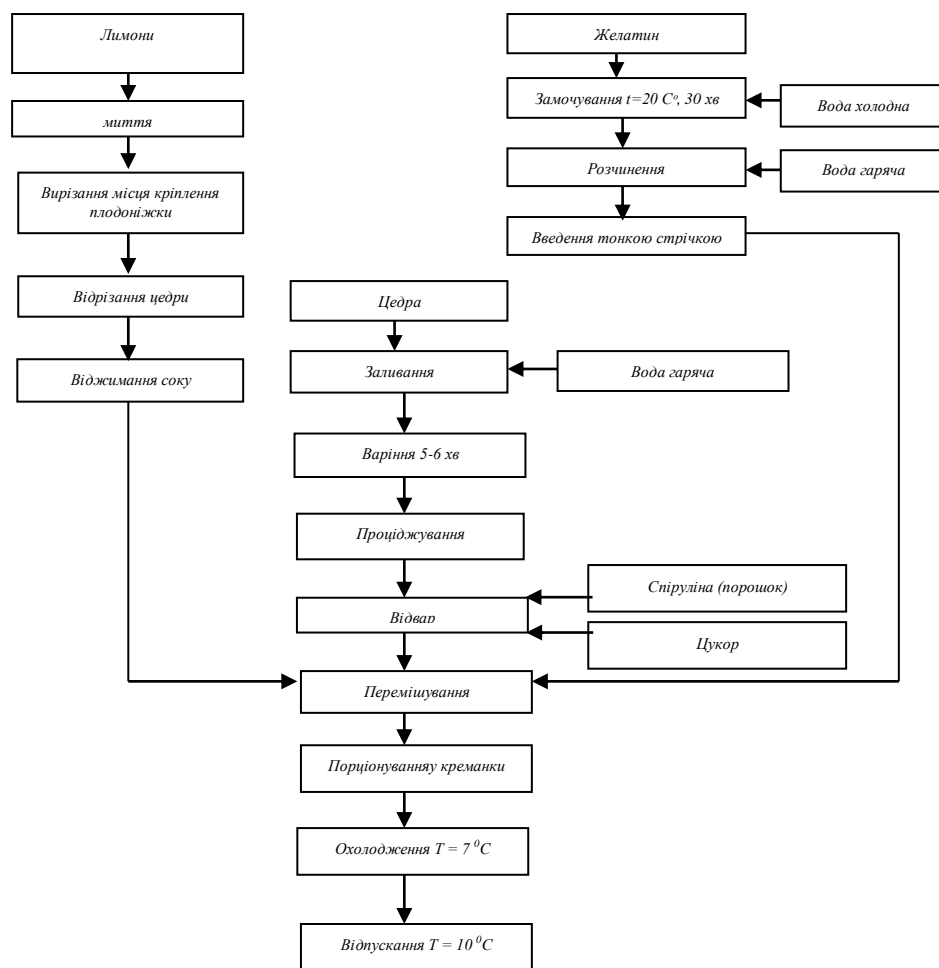 Лимони
миття
Вирізання місця кріплення
плодоніжки
Відрізання цедри
Віджимання соку
Желатин
Замочування t=20 Cº, 30 хв
Вода холодна
Розчинення
Вода гаряча
Введення тонкою стрічкою
Цедра
Заливання
Вода гаряча
Варіння 5-6 хв
Проціджування
Відвар
Спіруліна (порошок)
Цукор
Перемішування
Порціонуванняу креманки
Охолодження T = 7 ⁰C
Відпускання T = 10 ⁰C